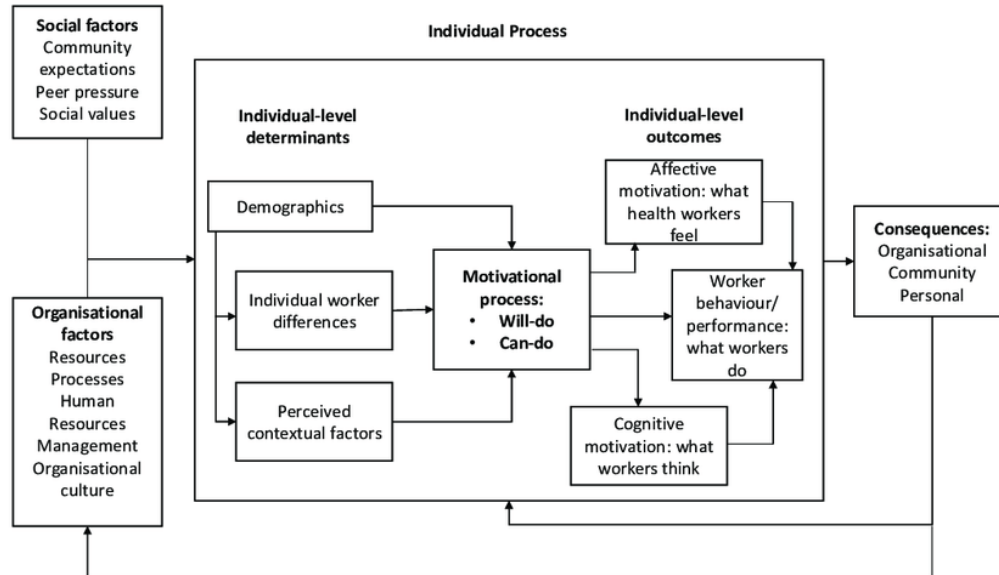 Social factors
Community
expectations
Peer pressure
Social values
Organisational
factors
Resources
Processes
Human
Resources
Management
Organisational
culture
Individual Process
Individual-level
determinants
Demographics
Individual worker
differences
Perceived
contextual factors
Motivational
process:
• Will-do
• Can-do
Individual-level
outcomes
Affective
motivation: what
health workers
feel
Worker
behaviour/
performance:
what workers
do
Cognitive
motivation: what
workers think
Consequences:
Organisational
Community
Personal